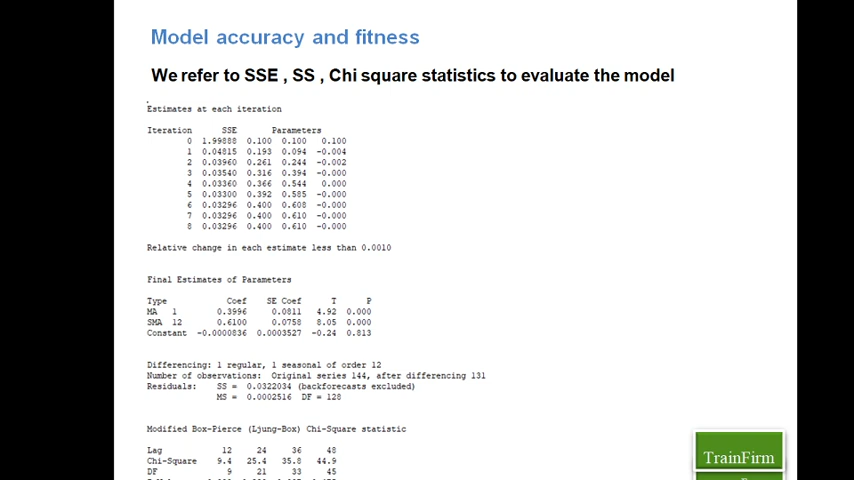 Model accuracy and fitness
We refer to SSE , SS , Chi square statistics to evaluate the model
Estimates at each iteration
Iteration SSE Parameters
0 1.99888 0.100 0.100 0.100
1 0.04815 0.193 0.094 -0.004
2 0.03960 0.261 0.244 -0.002
3 0.03540 0.316 0.394 -0.000
4 0.03360 0.366 0.544 0.000
5 0.03300 0.392 0.585 -0.000
6 0.03296 0.400 0.608 -0.000
7 0.03296 0.400 0.610 -0.000
8 0.03296 0.400 0.610 -0.000
Relative change in each estimate less than 0.0010
Final Estimates of Parameters
Type Coef SE Coef T P
MA 1 0.3996 0.0811 4.92 0.000
SMA 12 0.6100 0.0758 8.05 0.000
Constant -0.0000836 0.0003527 -0.24 0.813
Differencing: 1 regular, 1 seasonal of order 12
Number of observations: Original series 144, after differencing 131
Residuals: SS = 0.0322034 (backforecasts excluded)
MS = 0.0002516 DF = 128
Modified Box-Pierce (Ljung-Box) Chi-Square statistic
Lag 12 24 36 48
Chi-Square 9.4 25.4 35.8 44.9
DF 9 21 33 45
TrainFirm